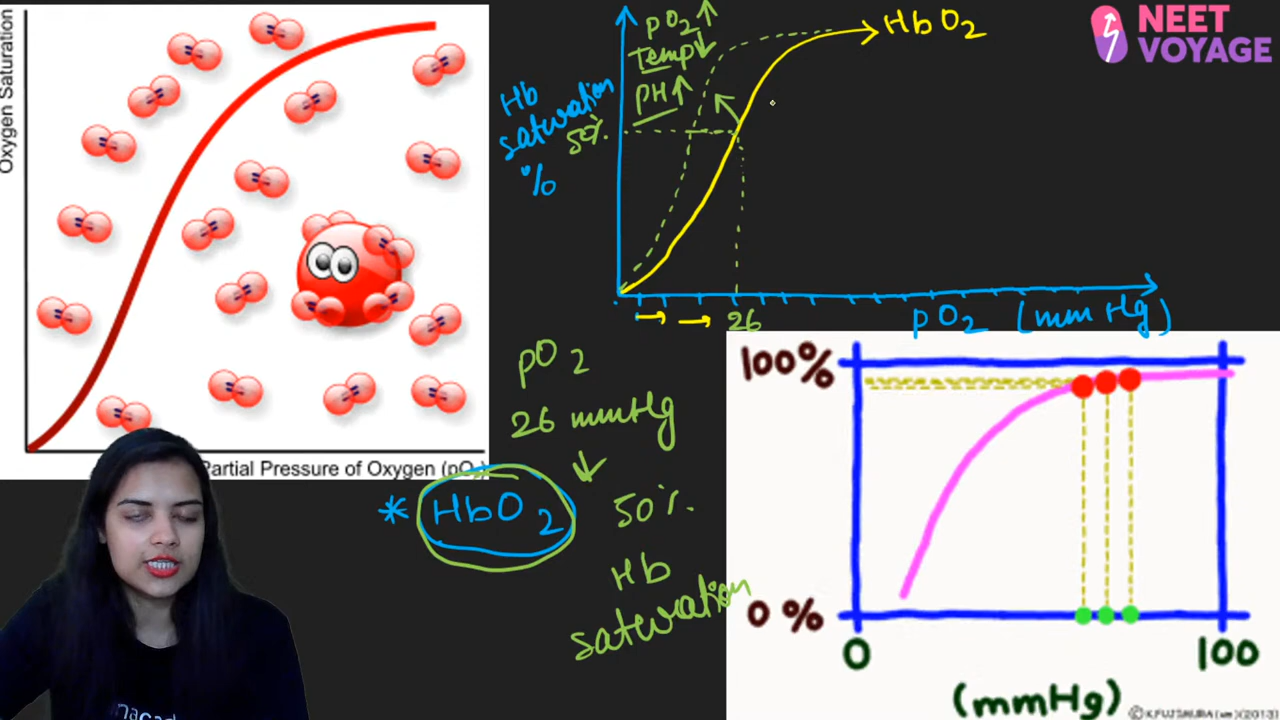 Oxygen Saturation
Partial Pressure of Oxygen (pO₂)
pO2 ↑
Temp ↓
PH ↑
Hb
saturation
%
50%
HbO2
26
pO2 (mm Hg)
NEET
VOYAGE
pO2
26 mmHg
↓
* HbO2
50%.
Hb
saturation
100%
0 %
0
100
(mmHg)